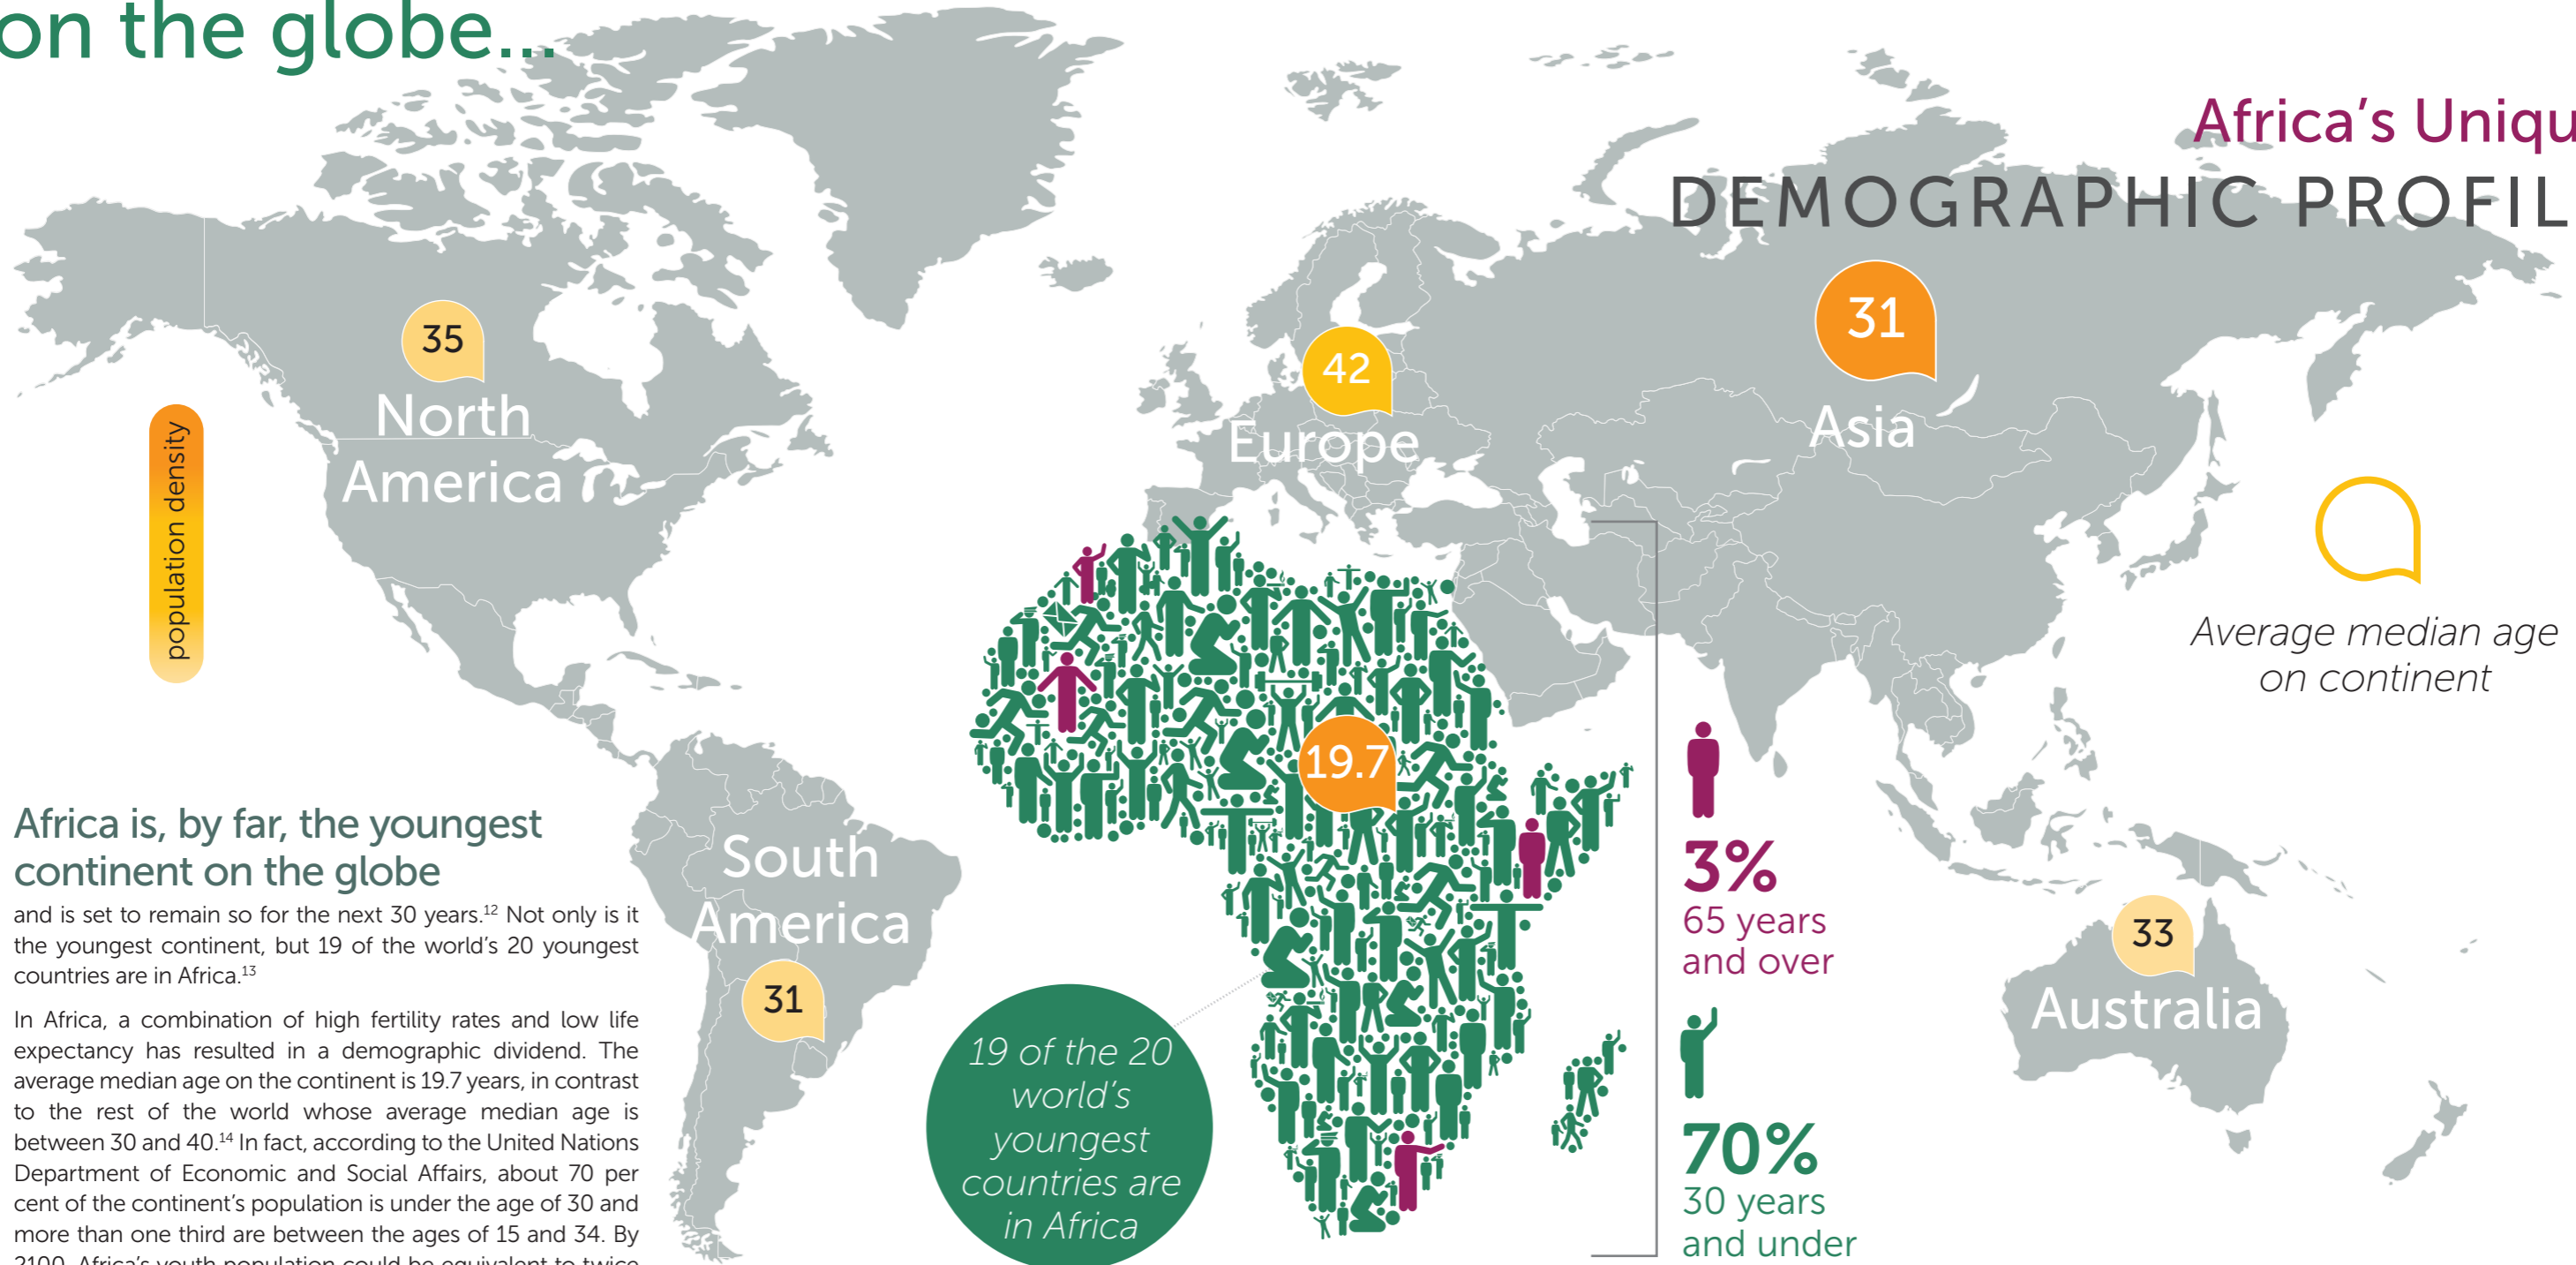 on the globe...
Africa's Uniqu
DEMOGRAPHIC PROFIL
35
North
America
population density
42
Europe
31
Asia
Average median age
on continent
19.7
Africa is, by far, the youngest
continent on the globe
and is set to remain so for the next 30 years.12 Not only is it
the youngest continent, but 19 of the world's 20 youngest
countries are in Africa.13
In Africa, a combination of high fertility rates and low life
expectancy has resulted in a demographic dividend. The
average median age on the continent is 19.7 years, in contrast
to the rest of the world whose average median age is
between 30 and 40.14 In fact, according to the United Nations
Department of Economic and Social Affairs, about 70 per
cent of the continent's population is under the age of 30 and
more than one third are between the ages of 15 and 34. By
2100, Africa's youth population could be equivalent to twice
South
America
31
19 of the 20
world's
youngest
countries are
in Africa
3%
65 years
and over
70%
30 years
and under
33
Australia